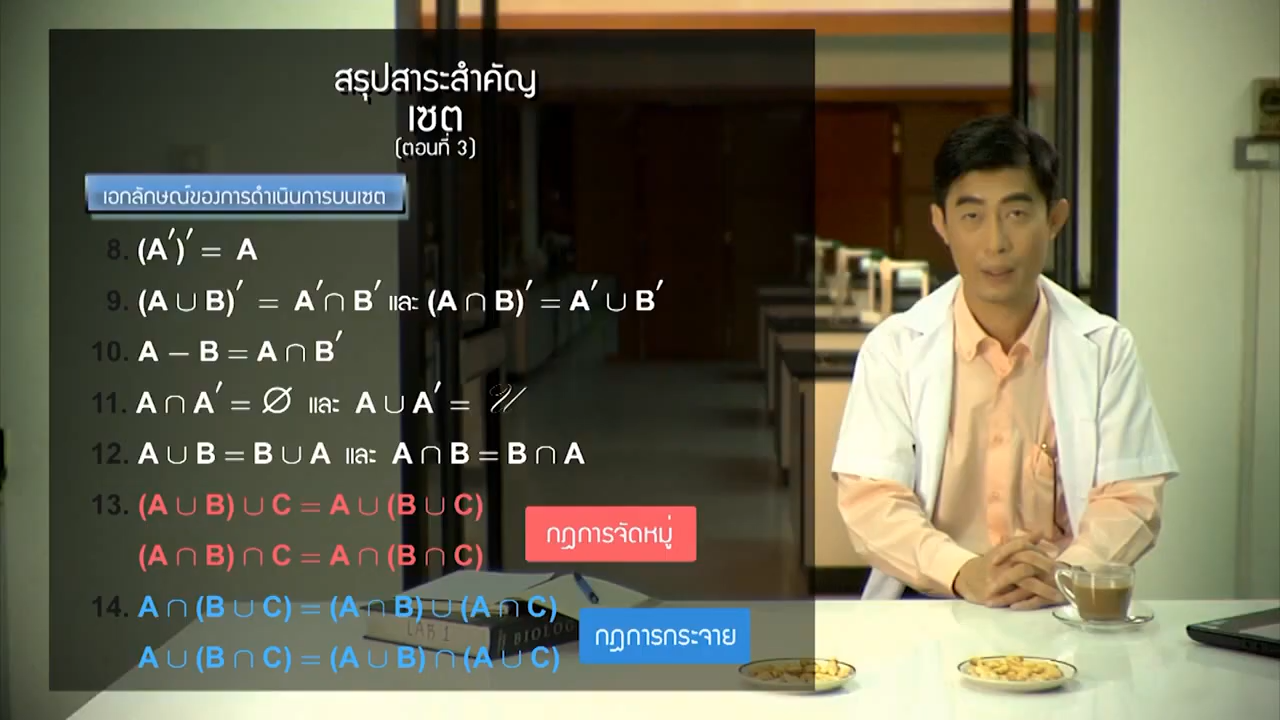 สรุปสาระสำคัญ
เซต
(ตอนที่ 3)
เอกลักษณ์ของการดำเนินการบนเซต
8. (A′)′ = A
9. (A ∪ B)′ = A′ ∩ B′ และ (A ∩ B)′ = A′ ∪ B′
10. A – B = A ∩ B′
11. A ∩ A′ = ∅ และ A ∪ A′ = 𝒰
12. A ∪ B = B ∪ A และ A ∩ B = B ∩ A
13. (A ∪ B) ∪ C = A ∪ (B ∪ C)
(A ∩ B) ∩ C = A ∩ (B ∩ C)
กฎการจัดหมู่
14. A ∩ (B ∪ C) = (A ∩ B) ∪ (A ∩ C)
A ∪ (B ∩ C) = (A ∪ B) ∩ (A ∪ C)
กฎการกระจาย
LAB 1
BIOLOG